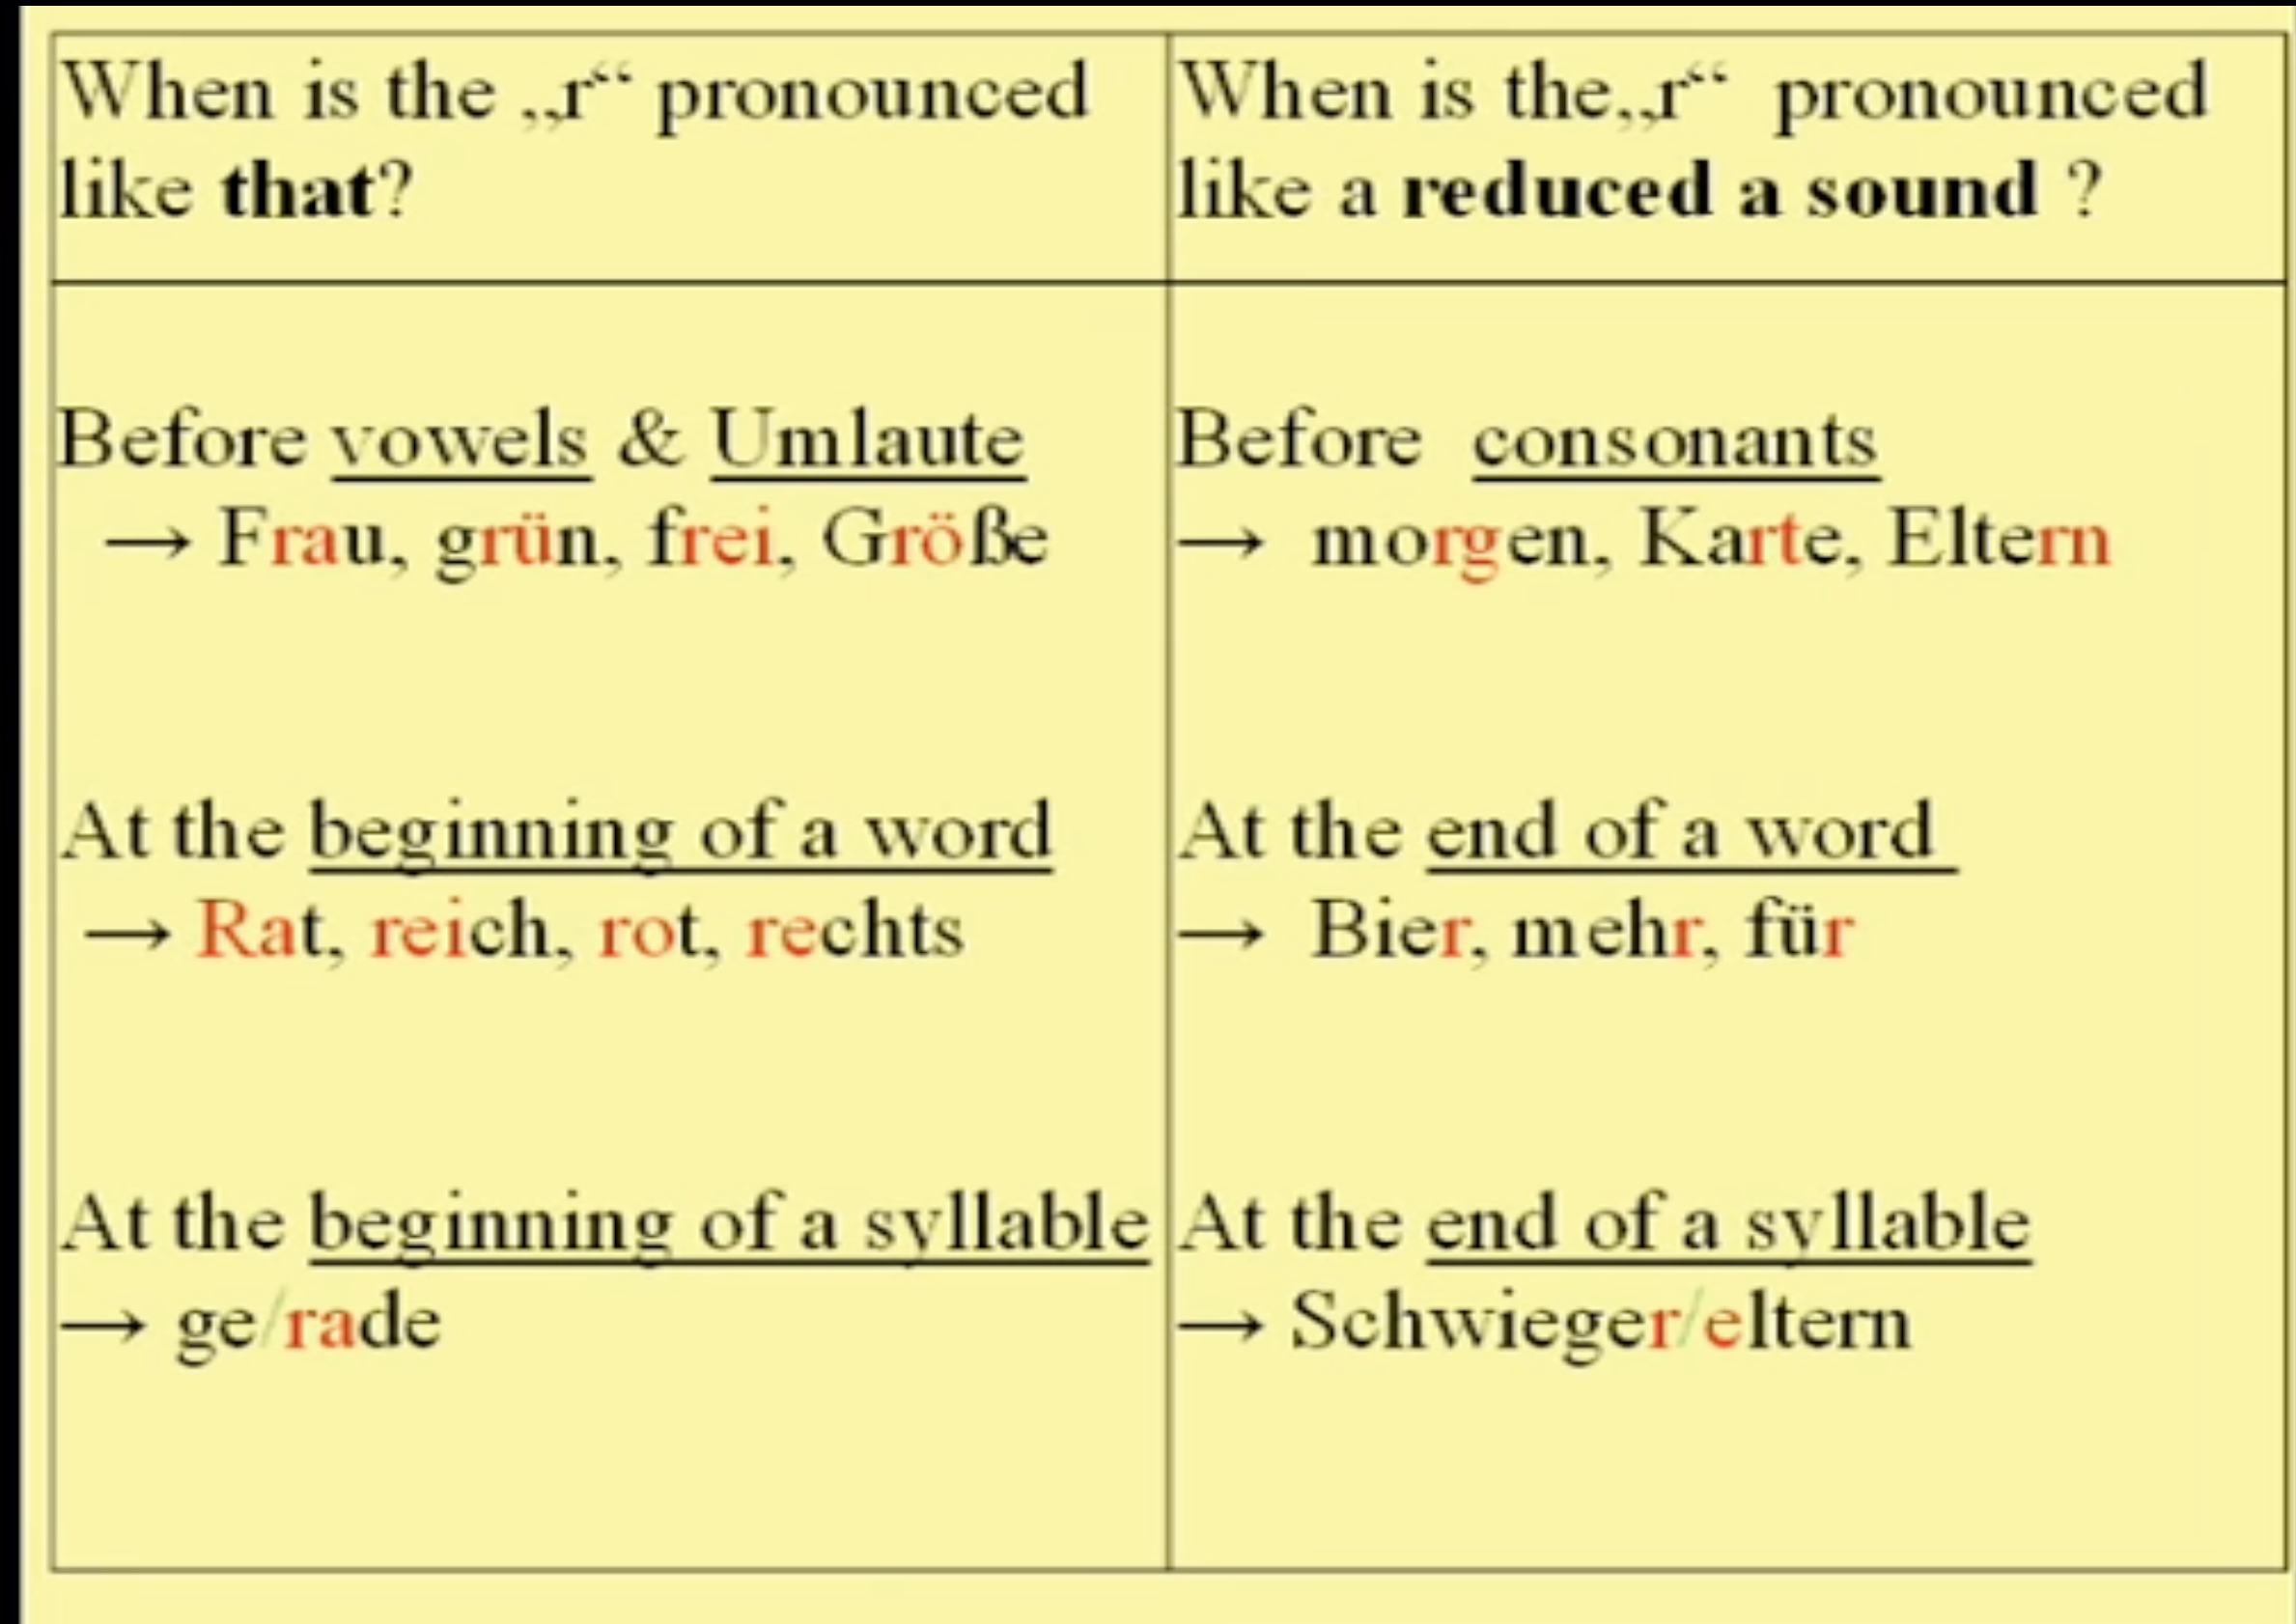 When is the „r“ pronounced
like that?
Before vowels & Umlaute
→ Frau, grün, frei, Größe
At the beginning of a word
→ Rat, reich, rot, rechts
At the beginning of a syllable
→ ge/rade
When is the„r“ pronounced
like a reduced a sound ?
Before consonants
→ morgen, Karte, Eltern
At the end of a word
→ Bier, mehr, für
At the end of a syllable
→ Schwieger/eltern